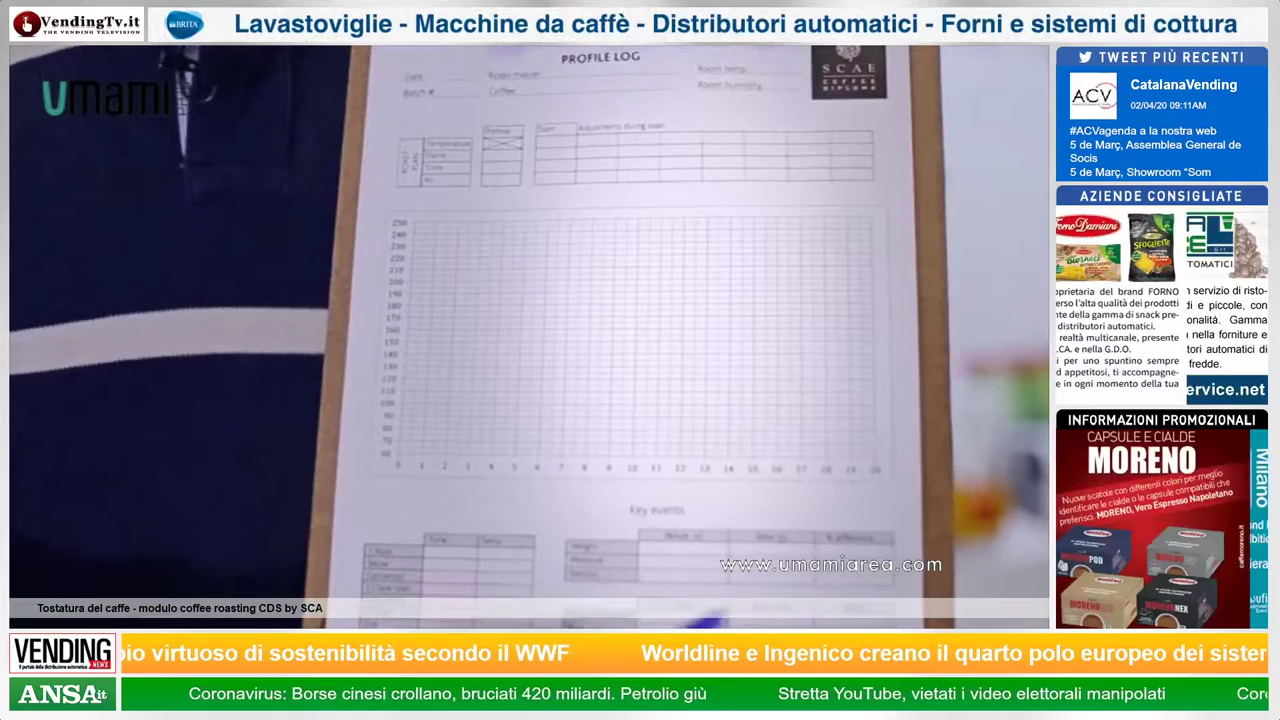 VendingTv.it
THE VENDING TELEVISION
BRITA
Lavastoviglie - Macchine da caffè - Distributori automatici - Forni e sistemi di cottura
umami
PROFILE LOG
SCAE
COFFEE
DIPLOMA
Date
Roast master
Room temp
Batch #
Coffee
Room humidity
Adjustments during roast
ROAST
PLAN
Temperature
Time
250
240
230
220
210
200
190
180
170
160
150
140
130
120
110
100
90
80
70
60
0 1 2 3 4 5 6 7 8 9 10 11 12 13 14 15 16 17 18 19 20
Key events
Time
Temp
% difference
Weight
www.umamiarea.com
Tostatura del caffe - modulo coffee roasting CDS by SCA
TWEET PIÙ RECENTI
ACV
CatalanaVending
02/04/20 09:11AM
#ACVagenda a la nostra web
5 de Març, Assemblea General de
Socis
5 de Març, Showroom “Som
AZIENDE CONSIGLIATE
Damiani
SFOGLIETTE
Biosnack
TOMATICI
oprietaria del brand FORNO
erso l'alta qualità dei prodotti
nte della gamma di snack pre-
distributori automatici.
realtà multicanale, presente
.CA. e nella G.D.O.
i per uno spuntino sempre
d appetitosi, ti accompagne-
e in ogni momento della tua
n servizio di risto-
di e piccole, con
onalità. Gamma
nella forniture e
tori automatici di
fredde.
ervice.net
INFORMAZIONI PROMOZIONALI
CAPSULE E CIALDE
MORENO
Nuove scatole con differenti colori per meglio
identificare le cialde o le capsule compatibili che
preferisci. MORENO, Vero Espresso Napoletano
caffemoreno.it
Milano
VENDING
NEWS
Il portale della distribuzione automatica
pio virtuoso di sostenibilità secondo il WWF
Worldline e Ingenico creano il quarto polo europeo dei sister
ANSA.it
Coronavirus: Borse cinesi crollano, bruciati 420 miliardi. Petrolio giù
Stretta YouTube, vietati i video elettorali manipolati
Coro